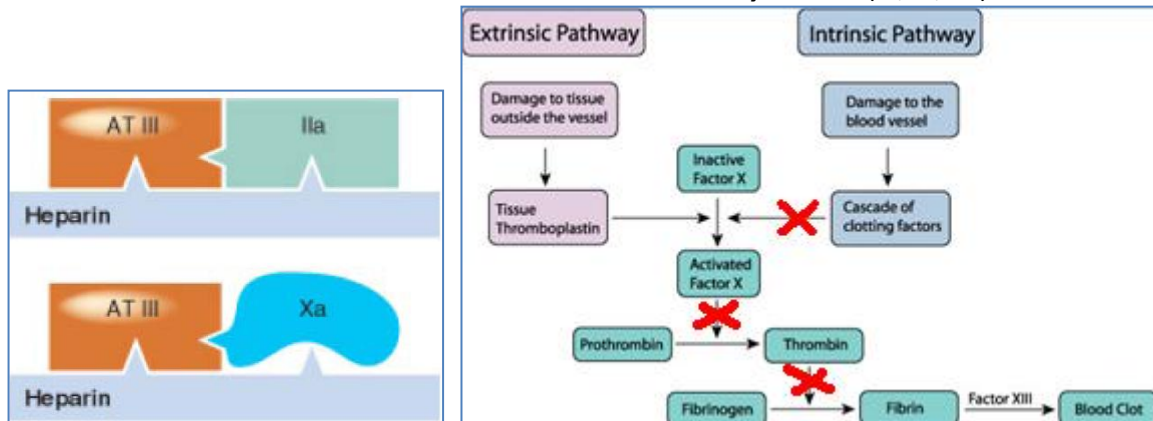 AT III
IIa
Heparin
AT III
Xa
Heparin
Extrinsic Pathway
Intrinsic Pathway
Damage to tissue
outside the vessel
Damage to the
blood vessel
Inactive
Factor X
Tissue
Thromboplastin
Cascade of
clotting factors
Activated
Factor X
Prothrombin
Thrombin
Fibrinogen
Fibrin
Factor XIII
Blood Clot